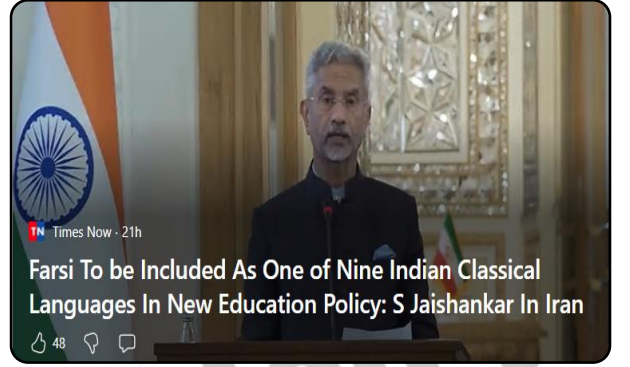 TN Times Now · 21h
Farsi To be Included As One of Nine Indian Classical
Languages In New Education Policy: S Jaishankar In Iran
48